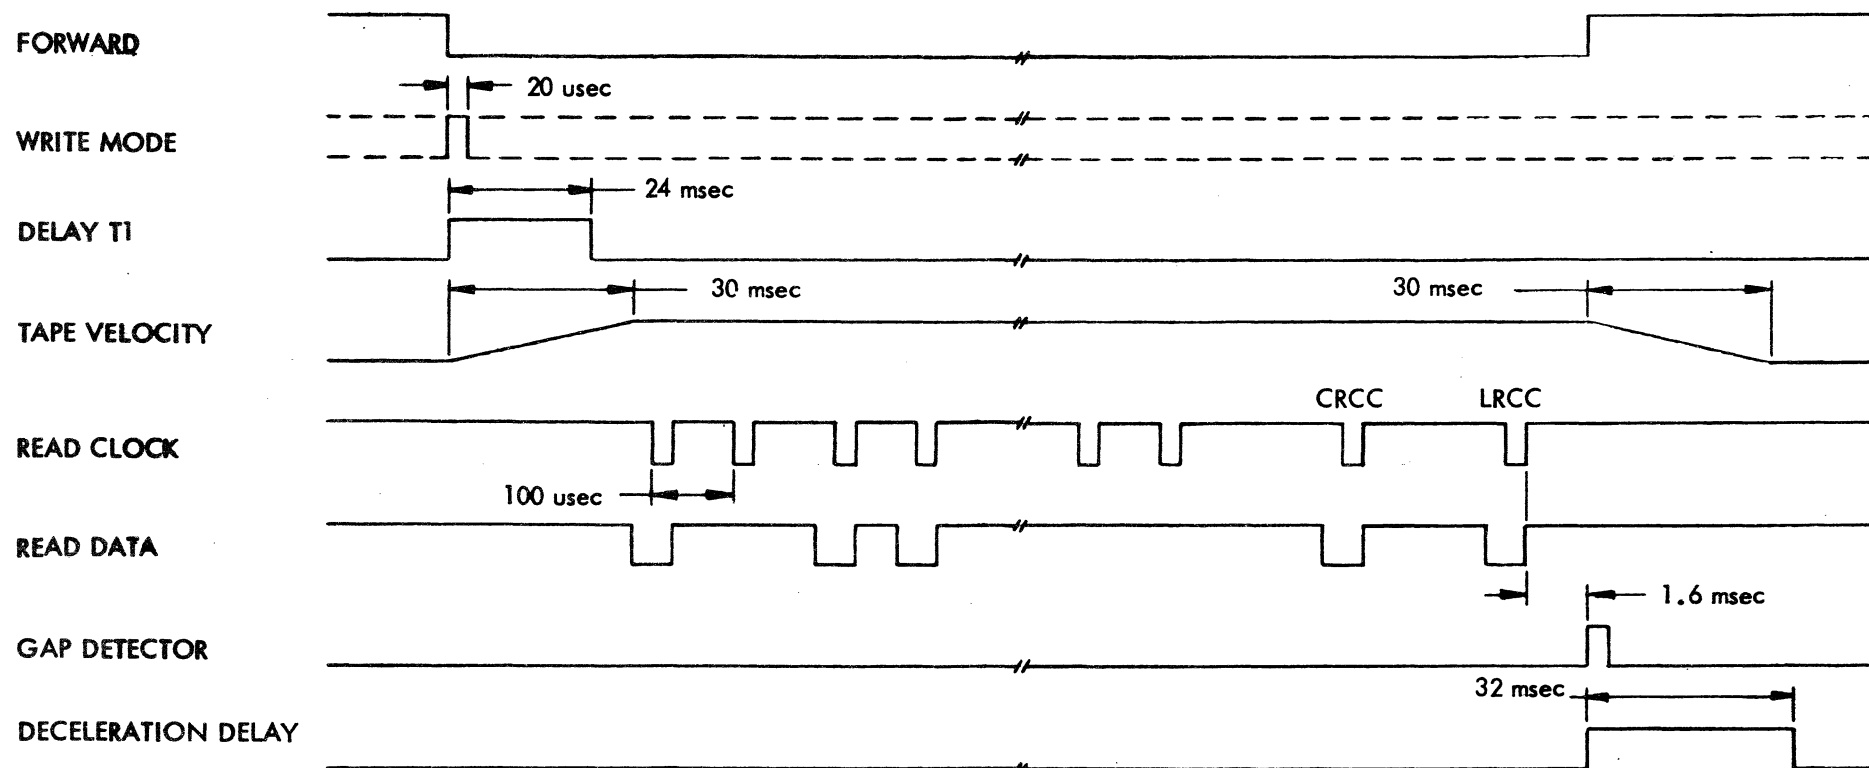 FORWARD
20 usec
WRITE MODE
24 msec
DELAY T1
30 msec
30 msec
TAPE VELOCITY
CRCC
LRCC
READ CLOCK
100 usec
READ DATA
1.6 msec
GAP DETECTOR
32 msec
DECELERATION DELAY